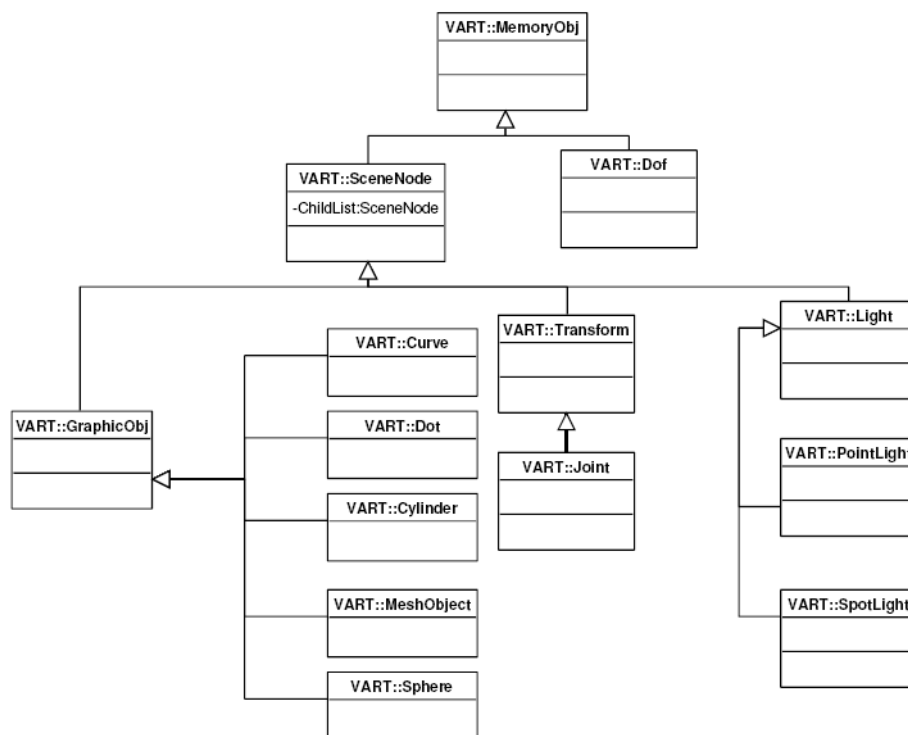 VART::MemoryObj
VART::SceneNode
-ChildList:SceneNode
VART::Dof
VART::GraphicObj
VART::Curve
VART::Dot
VART::Cylinder
VART::MeshObject
VART::Sphere
VART::Transform
VART::Joint
VART::Light
VART::PointLight
VART::SpotLight